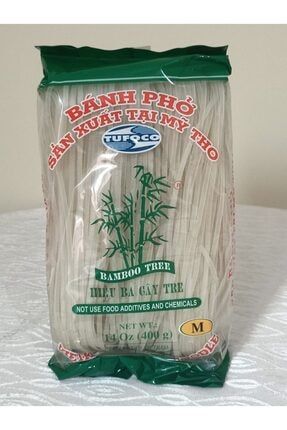 BÁNH PHỞ
SẢN XUẤT TẠI MỸ THO
TUFOCO
BAMBOO TREE
HIỆU BA CÂY TRE
NOT USE FOOD ADDITIVES AND CHEMICALS
NET WT.:
14 Oz (400 g)
M